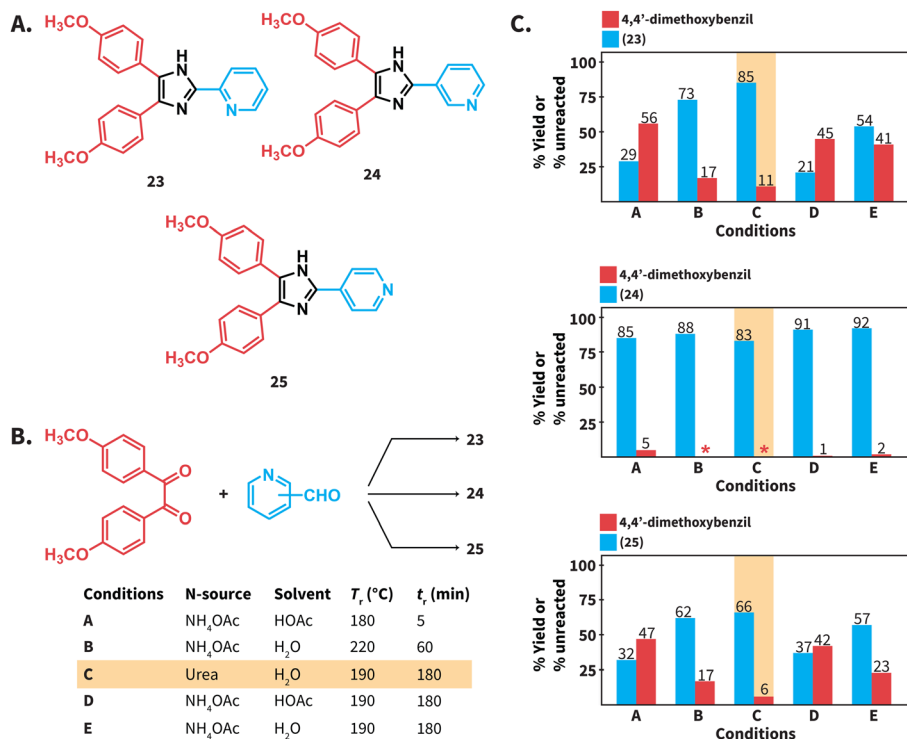 A.
H₃CO
H
N
N
N
H₃CO
23
H₃CO
H
N
N
N
H₃CO
24
H₃CO
H
N
N
N
H₃CO
25
B.
H₃CO
O
O
H₃CO
+
N
CHO
23
24
25
Conditions N-source Solvent Tᵣ (°C) tᵣ (min)
A NH₄OAc HOAc 180 5
B NH₄OAc H₂O 220 60
C Urea H₂O 190 180
D NH₄OAc HOAc 190 180
E NH₄OAc H₂O 190 180
C.
4,4'-dimethoxybenzil
(23)
% Yield or
% unreacted
100
75
50
25
29 56 73 17 85 11 21 45 54 41
A B C D E
Conditions
4,4'-dimethoxybenzil
(24)
% Yield or
% unreacted
100
75
50
25
85 5 88 * 83 * 91 1 92 2
A B C D E
Conditions
4,4'-dimethoxybenzil
(25)
% Yield or
% unreacted
100
75
50
25
32 47 62 17 66 6 37 42 57 23
A B C D E
Conditions